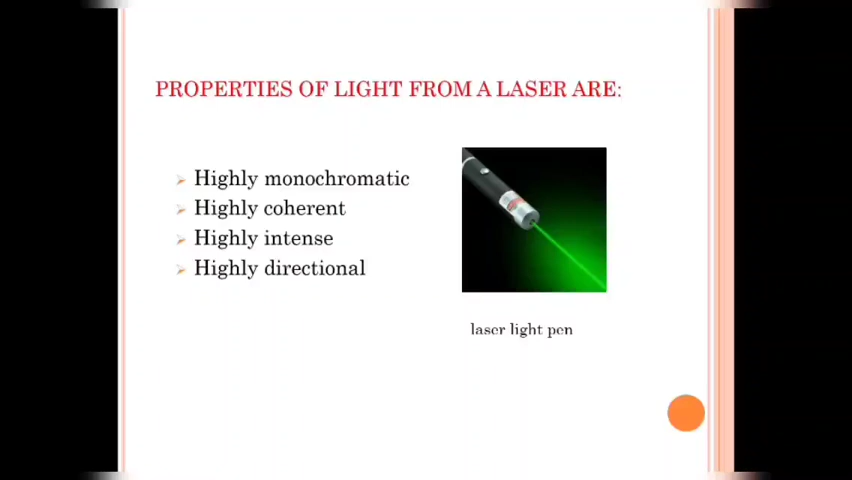 PROPERTIES OF LIGHT FROM A LASER ARE:
Highly monochromatic
Highly coherent
Highly intense
Highly directional
laser light pen